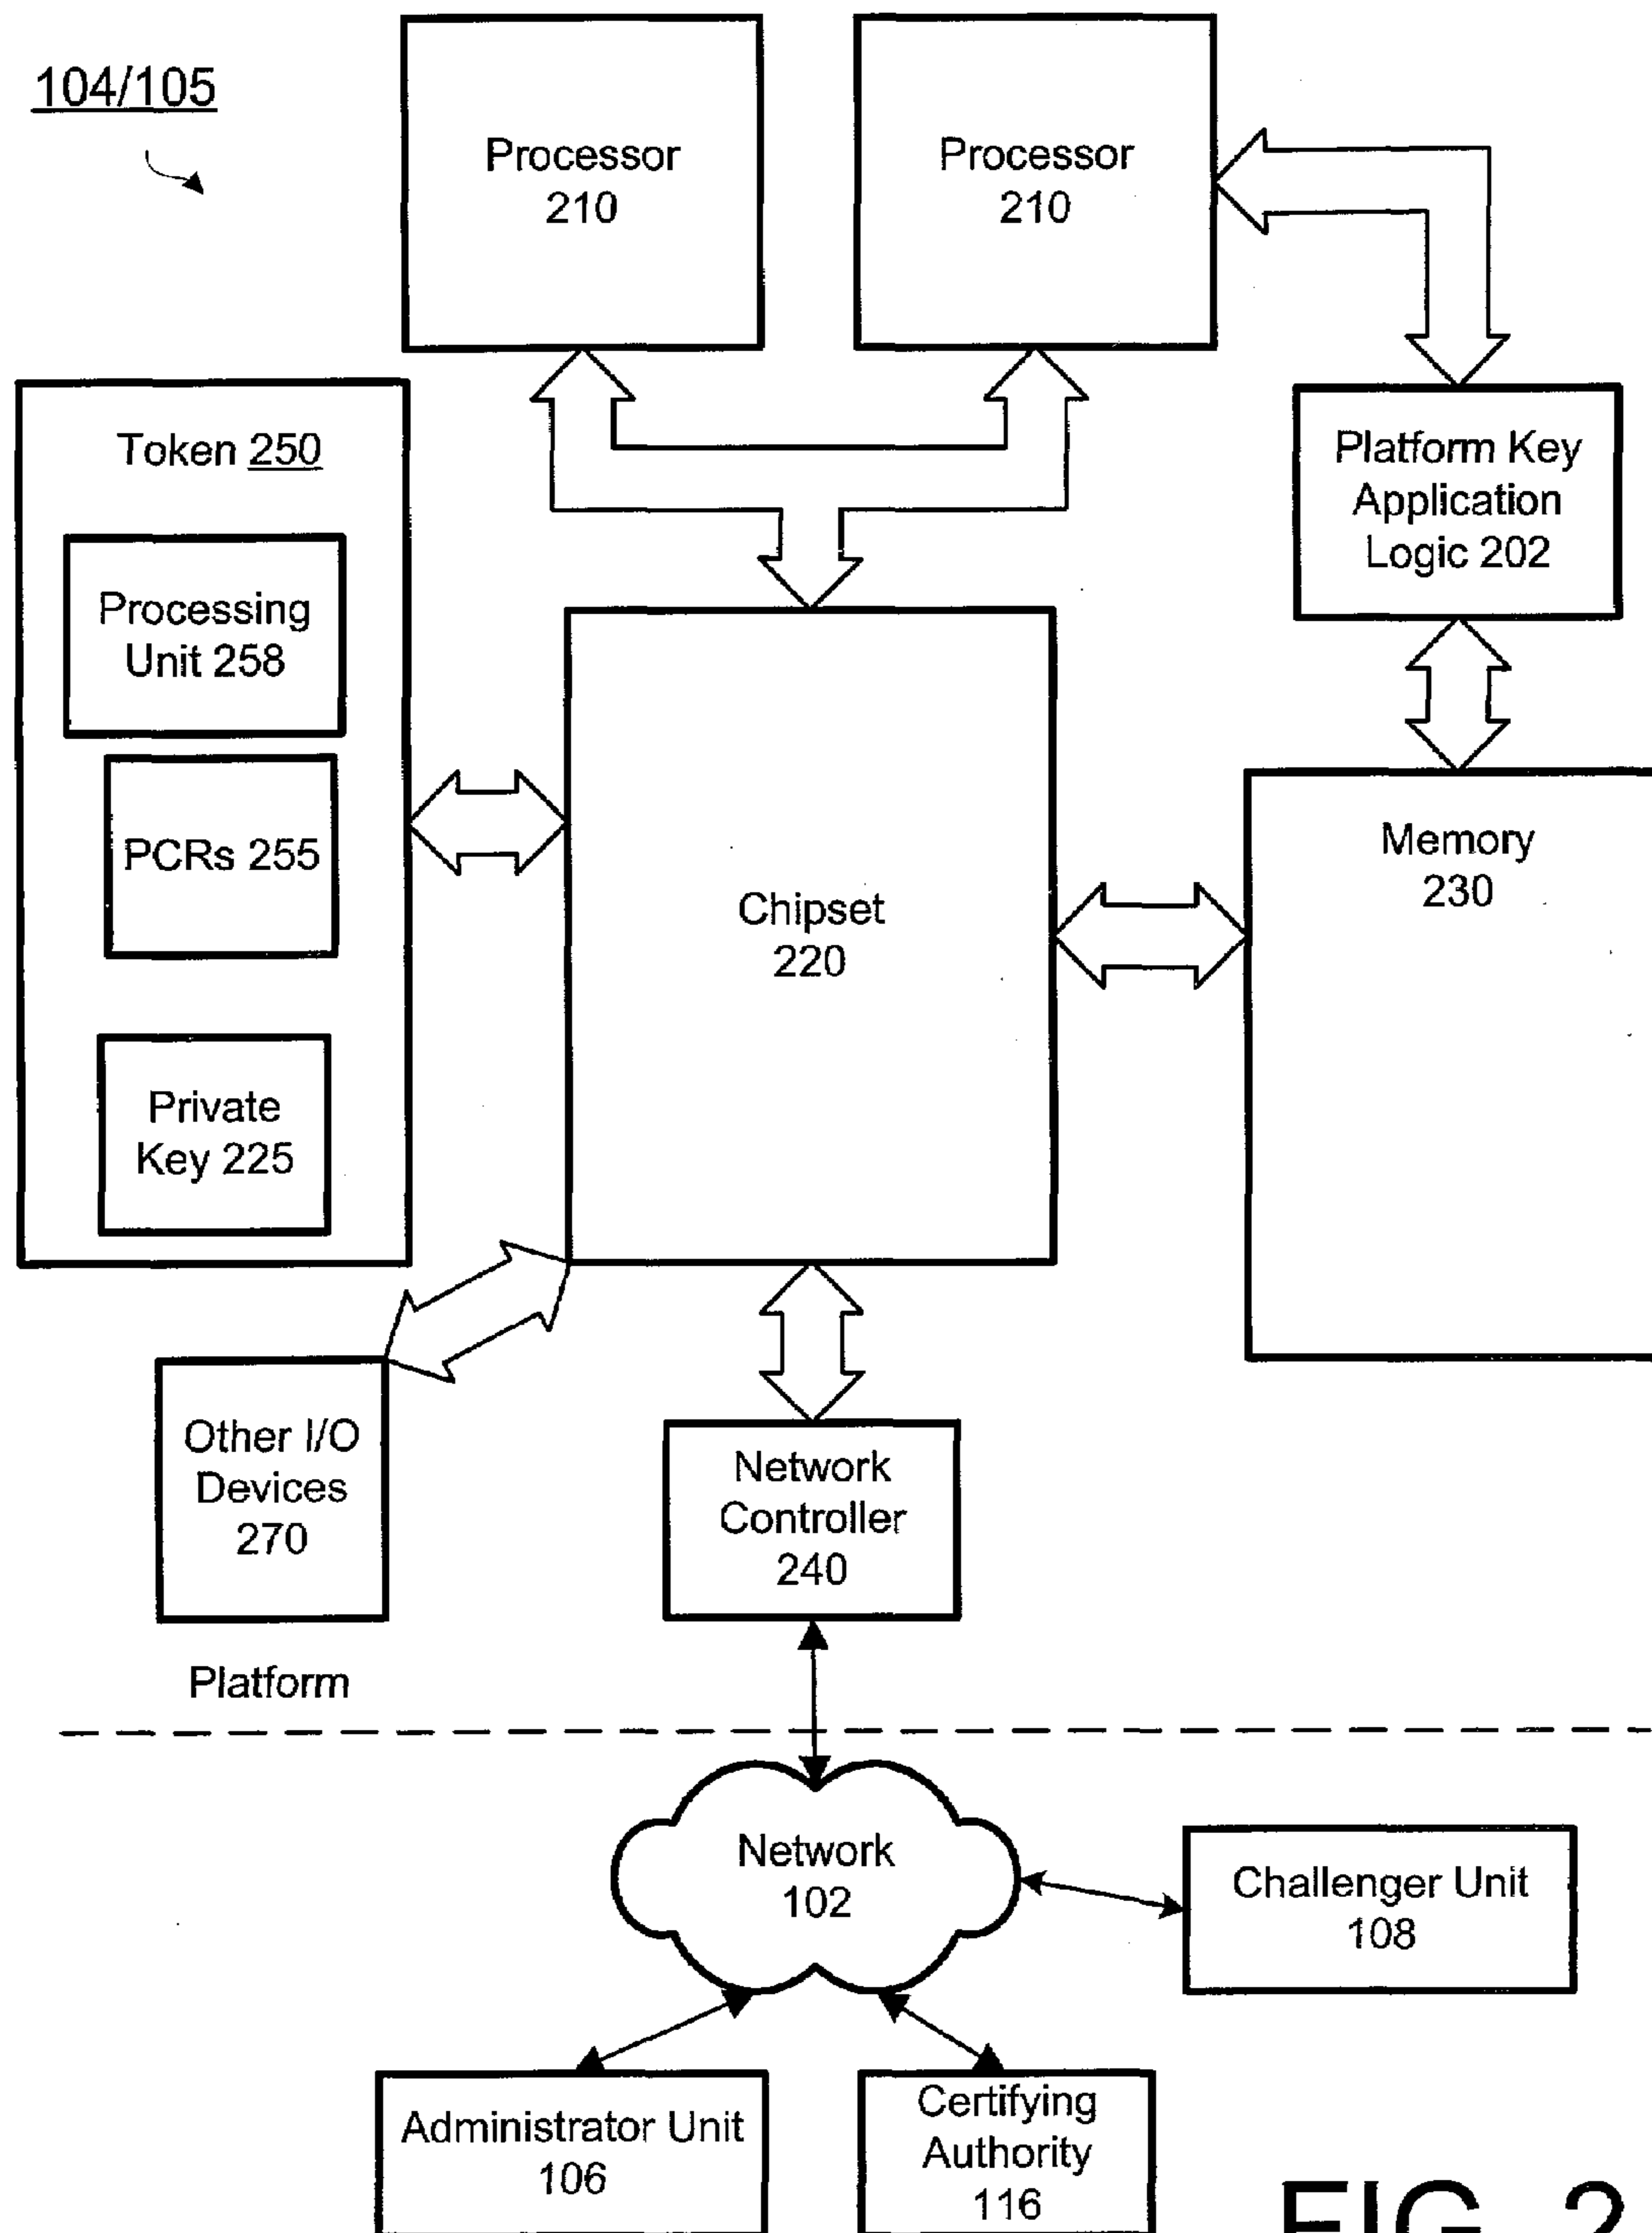 104/105
Processor
210
Processor
210
Token 250
Processing
Unit 258
PCRs 255
Private
Key 225
Platform Key
Application
Logic 202
Chipset
220
Memory
230
Other I/O
Devices
270
Network
Controller
240
Platform
Network
102
Challenger Unit
108
Administrator Unit
106
Certifying
Authority
116
FIG. 2